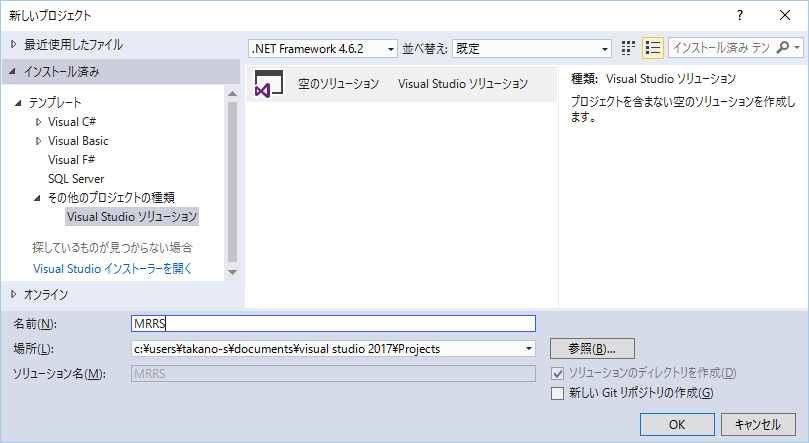 新しいプロジェクト
最近使用したファイル
.NET Framework 4.6.2 並べ替え: 既定 インストール済み テン
インストール済み
テンプレート
Visual C#
Visual Basic
Visual F#
SQL Server
その他のプロジェクトの種類
Visual Studio ソリューション
探しているものが見つからない場合
Visual Studio インストーラーを開く
オンライン
空のソリューション Visual Studio ソリューション
種類: Visual Studio ソリューション
プロジェクトを含まない空のソリューションを作成し
ます。
名前(N): MRRS
場所(L): c:¥users¥takano-s¥documents¥visual studio 2017¥Projects 参照(B)...
ソリューション名(M): MRRS
ソリューションのディレクトリを作成(D)
新しい Git リポジトリの作成(G)
OK キャンセル